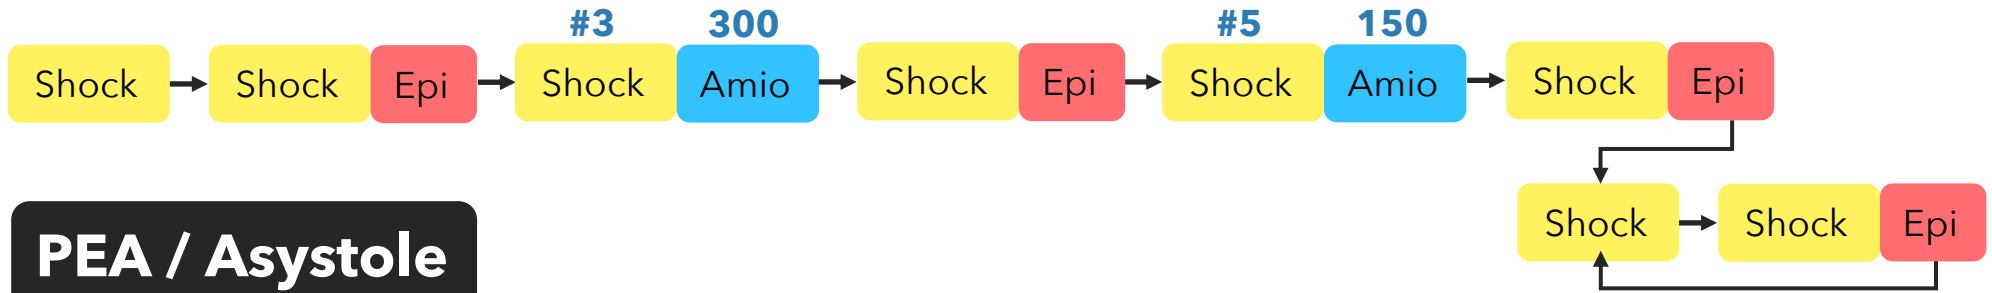 #3 300 #5 150
Shock Shock Epi Shock Amio Shock Epi Shock Amio Shock Epi
Shock Shock Epi
PEA / Asystole